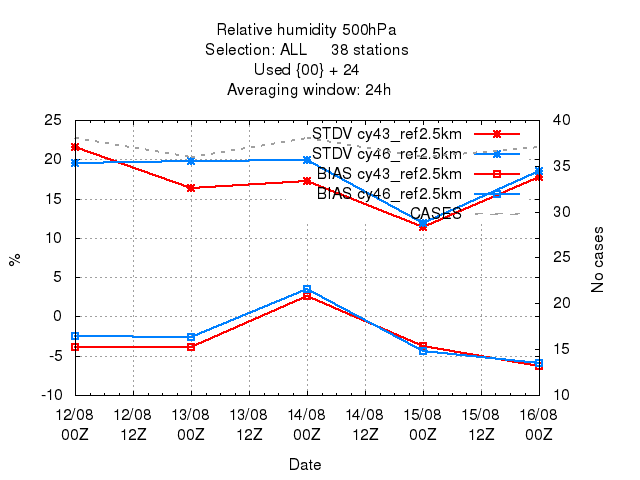 Relative humidity 500hPa
Selection: ALL 38 stations
Used {00} + 24
Averaging window: 24h
STDV cy43_ref2.5km
STDV cy46_ref2.5km
BIAS cy43_ref2.5km
BIAS cy46_ref2.5km
CASES
25
20
15
10
5
0
-5
-10
%
40
35
30
25
20
15
10
No cases
12/08 00Z
12/08 12Z
13/08 00Z
13/08 12Z
14/08 00Z
14/08 12Z
15/08 00Z
15/08 12Z
16/08 00Z
Date